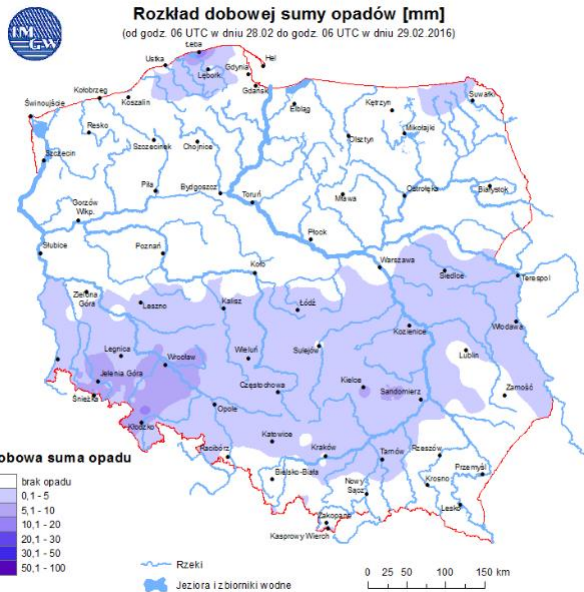 IM
GW
Rozkład dobowej sumy opadów [mm]
(od godz. 06 UTC w dniu 28.02 do godz. 06 UTC w dniu 29.02.2016)
Łeba
Ustka
Hel
Gdynia
Lębork
Gdańsk
Suwałki
Kołobrzeg
Koszalin
Elbląg
Kętrzyn
Świnoujście
Resko
Mikołajki
Szczecinek
Chojnice
Olsztyn
Szczecin
Piła
Bydgoszcz
Toruń
Mława
Ostrołęka
Białystok
Gorzów
Wlkp.
Płock
Słubice
Poznań
Koło
Warszawa
Siedlce
Terespol
Zielona
Góra
Leszno
Kalisz
Łódź
Kozienice
Włodawa
Legnica
Wrocław
Wieluń
Sulejów
Lublin
Jelenia Góra
Śnieżka
Częstochowa
Kielce
Sandomierz
Zamość
Opole
Kłodzko
Katowice
Racibórz
Kraków
Tarnów
Rzeszów
Bielsko-Biała
Przemyśl
Nowy
Sącz
Krosno
Lesko
Zakopane
Kasprowy Wierch
obowa suma opadu
brak opadu
0,1 - 5
5,1 - 10
10,1 - 20
20,1 - 30
30,1 - 50
50,1 - 100
Rzeki
Jeziora i zbiorniki wodne
0 25 50 100 150 km